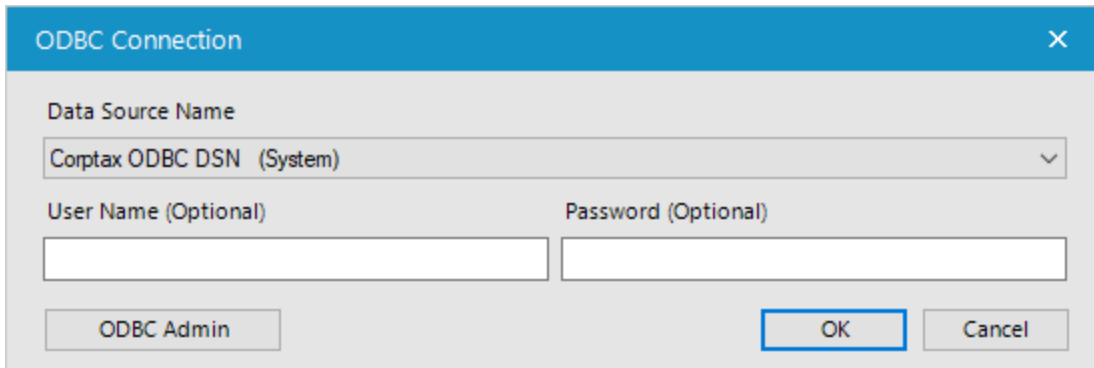 ODBC Connection
Data Source Name
Corptax ODBC DSN (System)
User Name (Optional) Password (Optional)
ODBC Admin OK Cancel